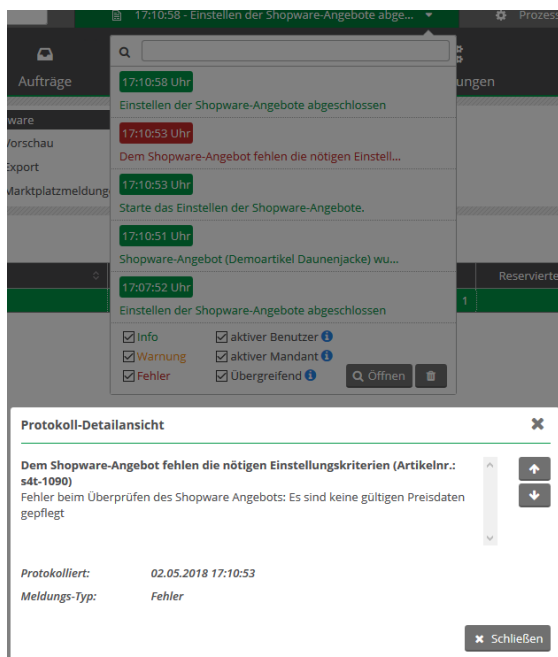 17:10:58 - Einstellen der Shopware-Angebote abge...
Prozess
Aufträge
ungen
17:10:58 Uhr
Einstellen der Shopware-Angebote abgeschlossen
ware
Vorschau
Export
Marktplatzmeldung
17:10:53 Uhr
Dem Shopware-Angebot fehlen die nötigen Einstell...
17:10:53 Uhr
Starte das Einstellen der Shopware-Angebote.
17:10:51 Uhr
Shopware-Angebot (Demoartikel Daunenjacke) wu...
Reservierte
17:07:52 Uhr
1
Einstellen der Shopware-Angebote abgeschlossen
Info aktiver Benutzer
Warnung aktiver Mandant
Fehler Übergreifend Öffnen
Protokoll-Detailansicht
Dem Shopware-Angebot fehlen die nötigen Einstellungskriterien (Artikelnr.:
s4t-1090)
Fehler beim Überprüfen des Shopware Angebots: Es sind keine gültigen Preisdaten
gepflegt
Protokolliert: 02.05.2018 17:10:53
Meldungs-Typ: Fehler
Schließen